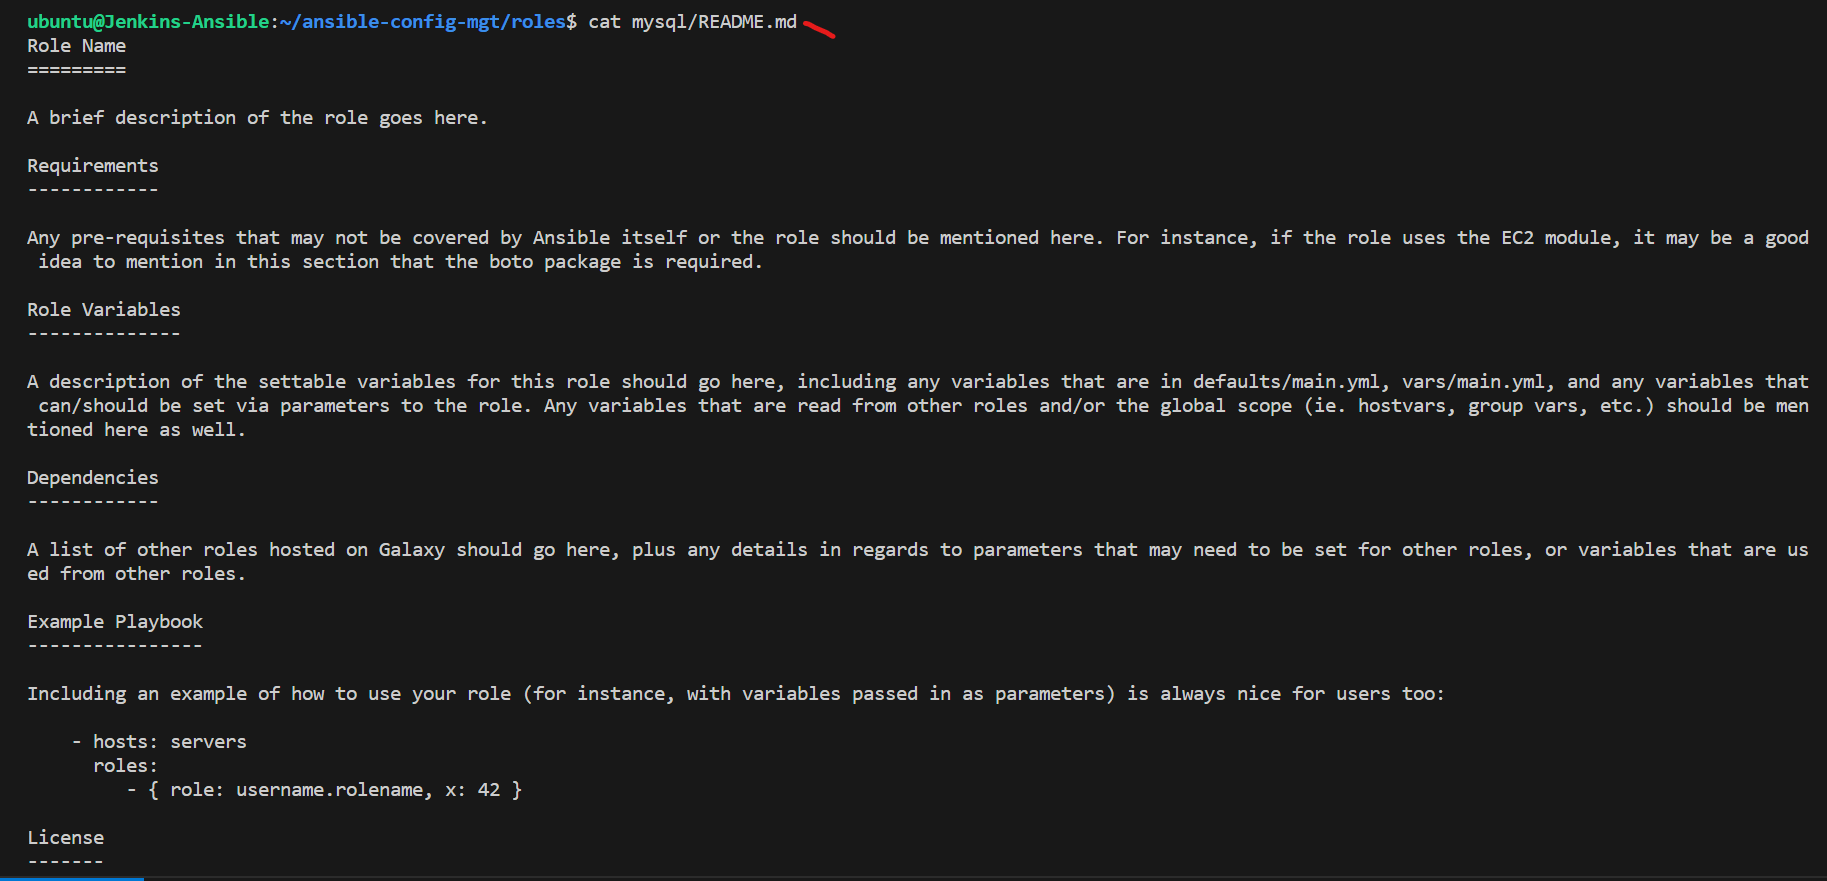 ubuntu@Jenkins-Ansible:~/ansible-config-mgt/roles$ cat mysql/README.md
Role Name
=========

A brief description of the role goes here.

Requirements
------------

Any pre-requisites that may not be covered by Ansible itself or the role should be mentioned here. For instance, if the role uses the EC2 module, it may be a good
 idea to mention in this section that the boto package is required.

Role Variables
--------------

A description of the settable variables for this role should go here, including any variables that are in defaults/main.yml, vars/main.yml, and any variables that
 can/should be set via parameters to the role. Any variables that are read from other roles and/or the global scope (ie. hostvars, group vars, etc.) should be men
tioned here as well.

Dependencies
------------

A list of other roles hosted on Galaxy should go here, plus any details in regards to parameters that may need to be set for other roles, or variables that are us
ed from other roles.

Example Playbook
----------------

Including an example of how to use your role (for instance, with variables passed in as parameters) is always nice for users too:

    - hosts: servers
      roles:
         - { role: username.rolename, x: 42 }

License
-------